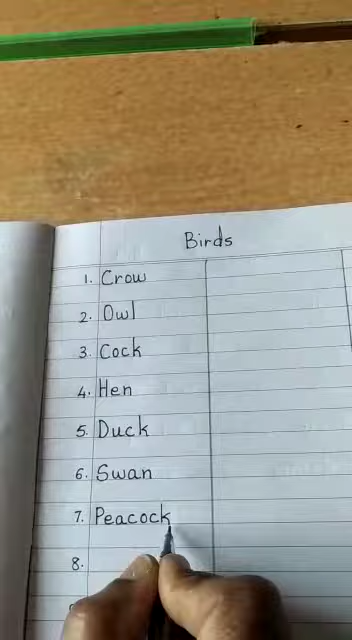 Birds
1. Crow
2. Owl
3. Cock
4. Hen
5. Duck
6. Swan
7. Peacock
8.